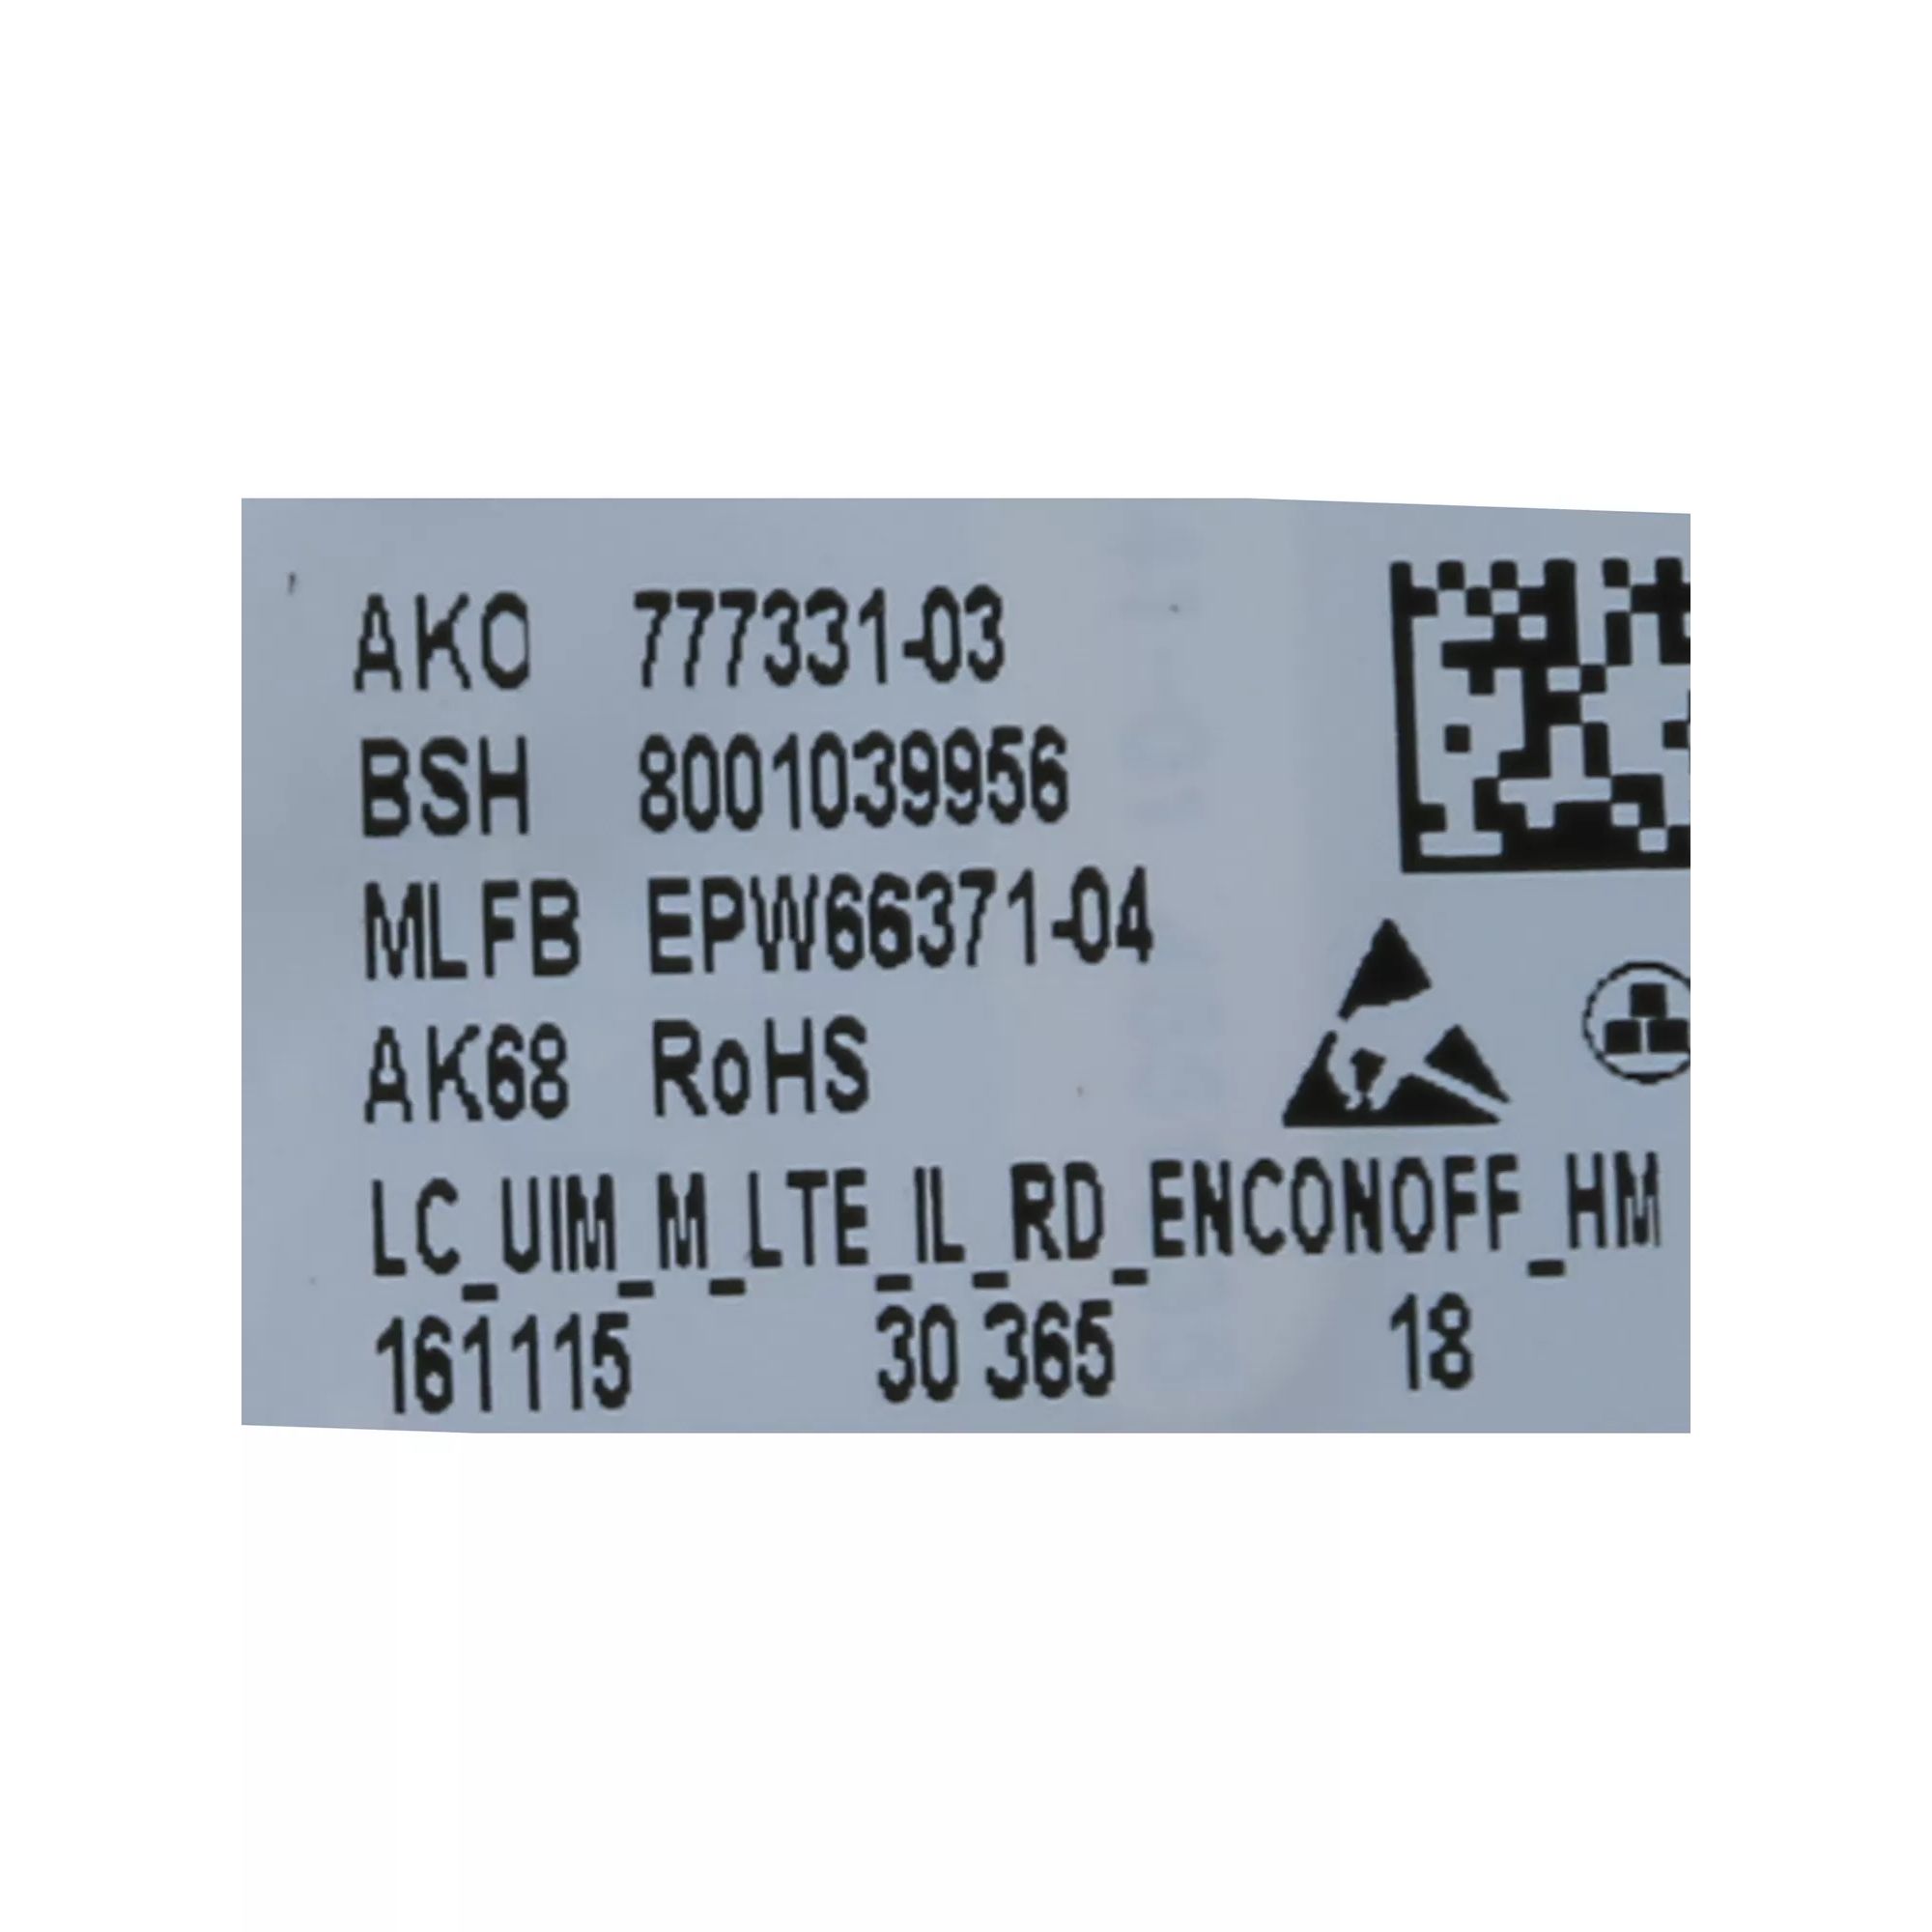 AKO 777331-03
BSH 8001039956
MLFB EPW66371-04
AK68 RoHS
LC_UIM_M_LTE_IL_RD_ENCONOFF_HM
161115 30 365 18